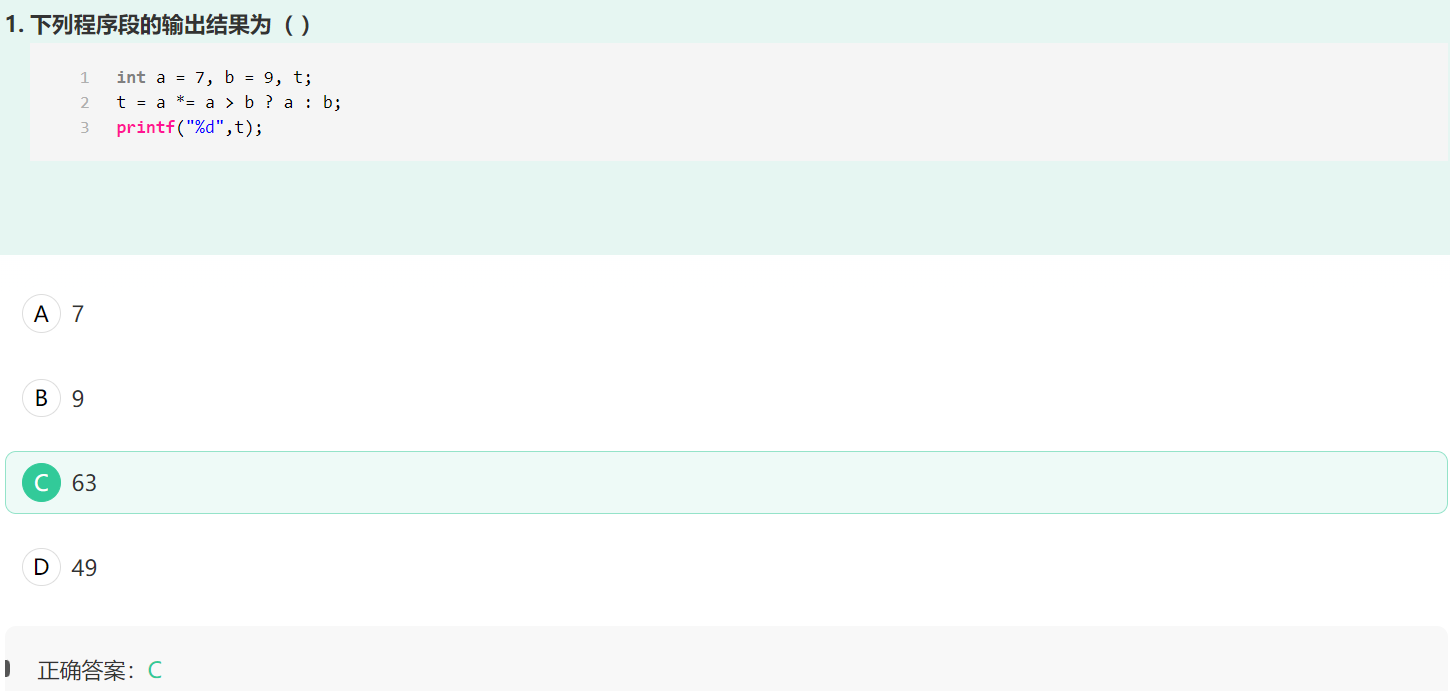 1. 下列程序段的输出结果为（ ）
1 int a = 7, b = 9, t;
2 t = a *= a > b ? a : b;
3 printf("%d",t);
A 7
B 9
C 63
D 49
正确答案：C